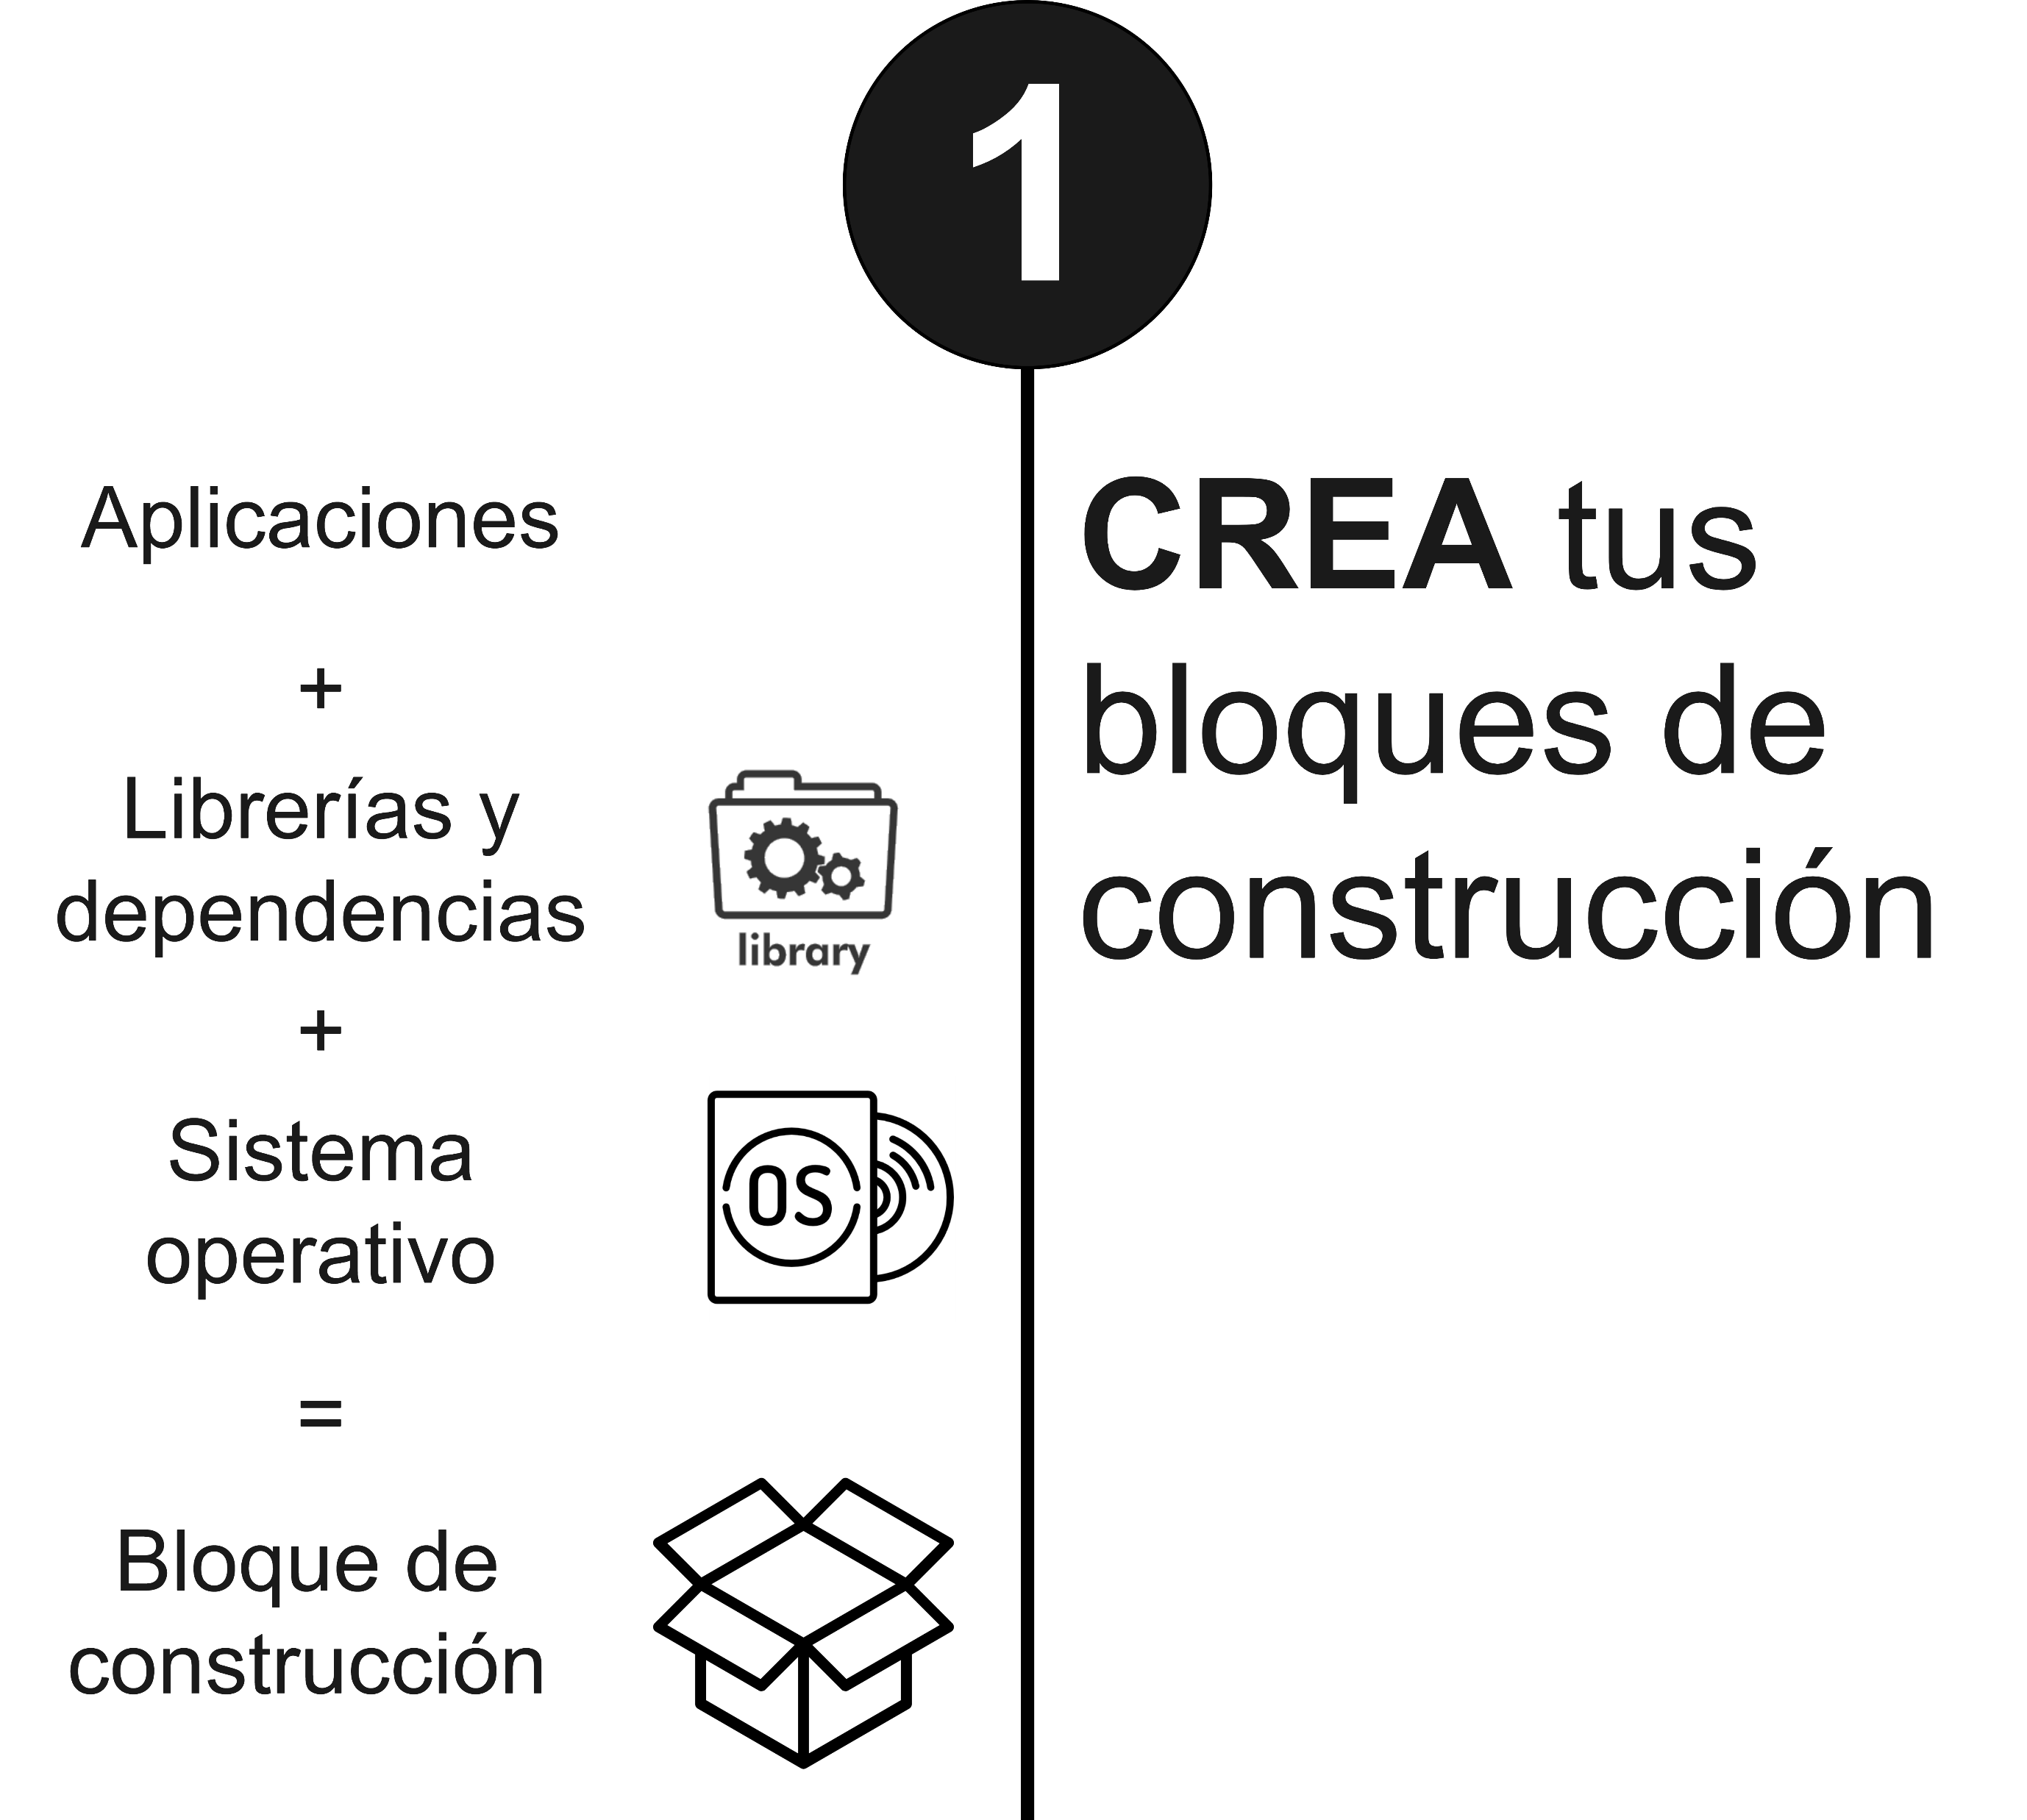 1
CREA tus
bloques de
construcción
Aplicaciones
+
Librerías y
dependencias
library
+
Sistema
operativo
OS
=
Bloque de
construcción